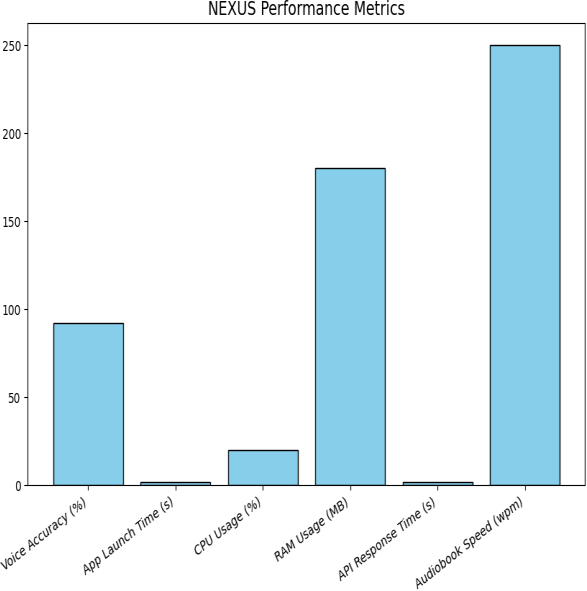 NEXUS Performance Metrics
250
200
150
100
50
0
Voice Accuracy (%)
App Launch Time (s)
CPU Usage (%)
RAM Usage (MB)
API Response Time (s)
Audiobook Speed (wpm)